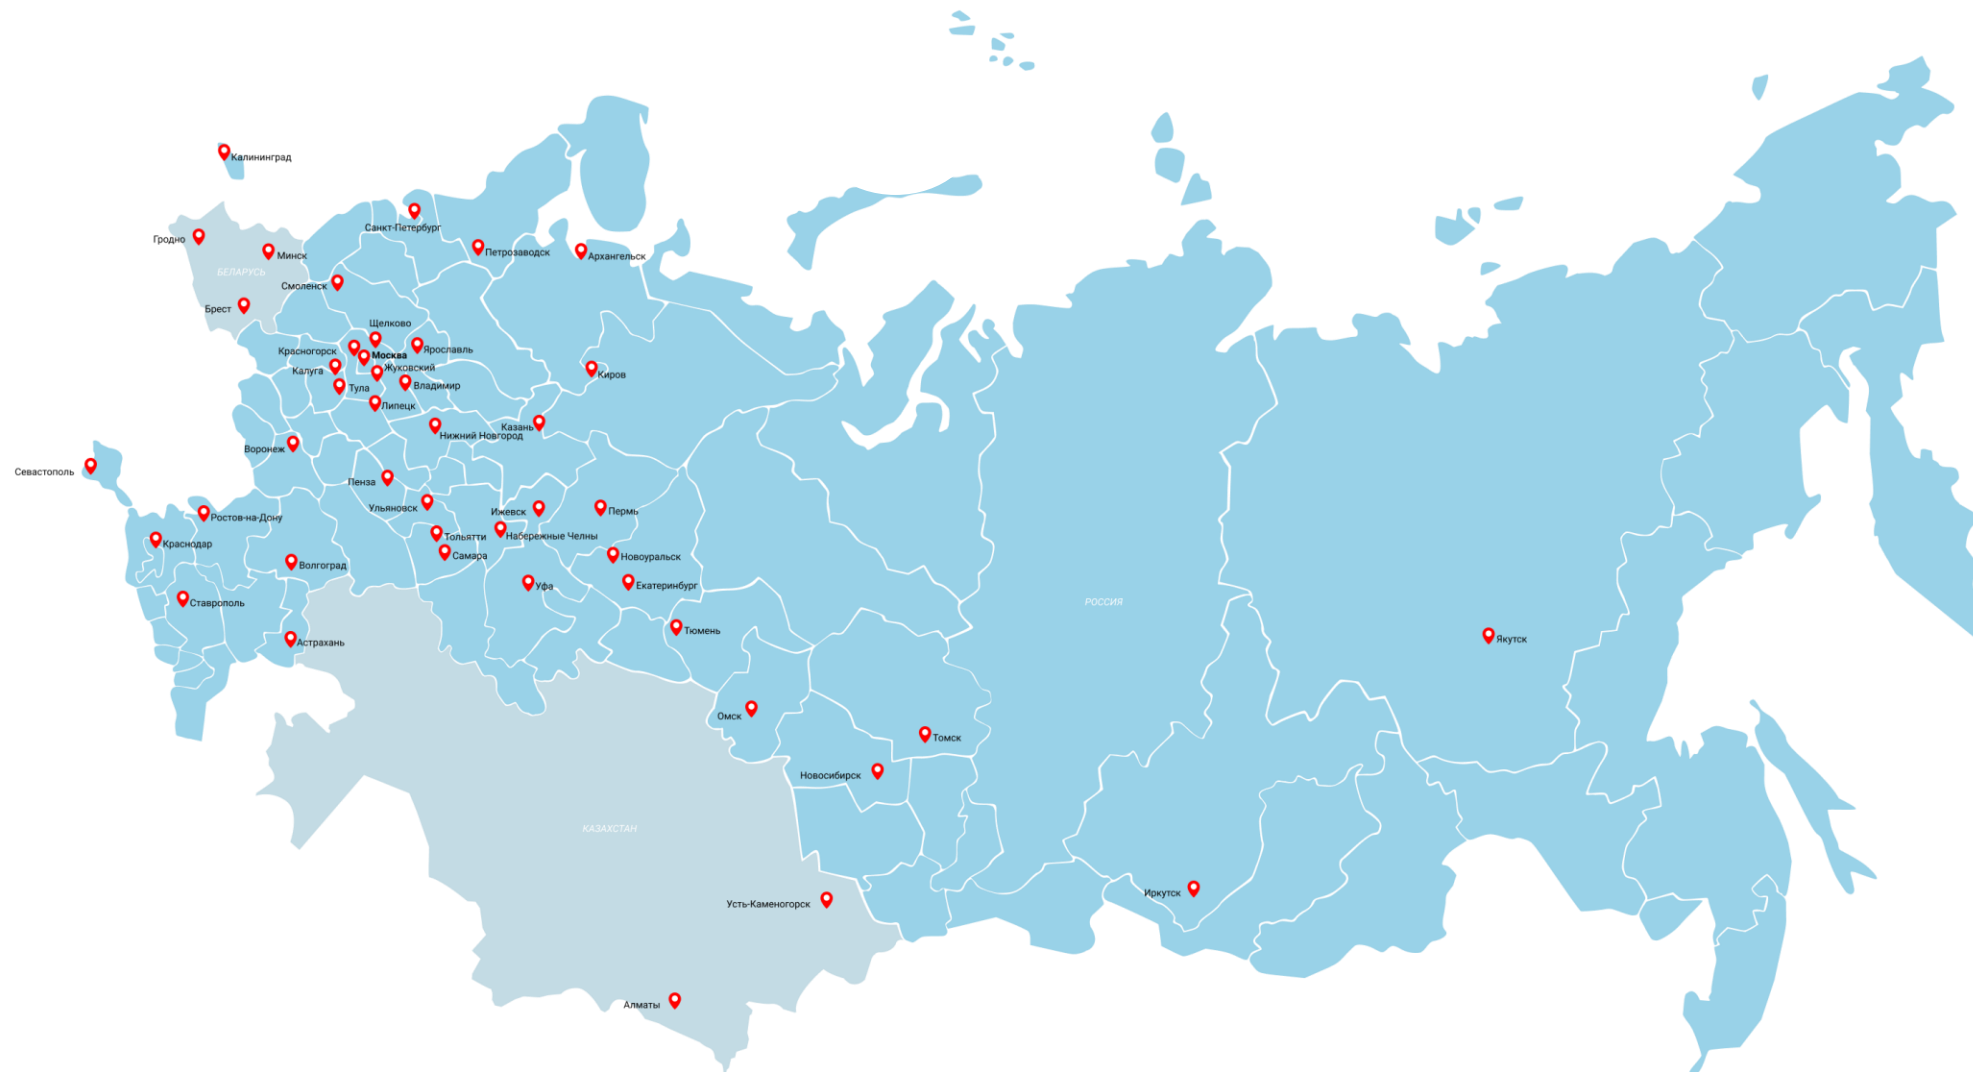 Калининград
Санкт-Петербург
Гродно
Петрозаводск
Минск
Архангельск
БЕЛАРУСЬ
Смоленск
Брест
Щелково
Красногорск
Ярославль
Москва
Калуга
Жуковский
Киров
Тула
Владимир
Липецк
Казань
Нижний Новгород
Воронеж
Севастополь
Пенза
Ульяновск
Ижевск
Пермь
Ростов-на-Дону
Набережные Челны
Тольятти
Краснодар
Самара
Новоуральск
Волгоград
Уфа
Екатеринбург
РОССИЯ
Ставрополь
Тюмень
Якутск
Астрахань
Омск
Томск
Новосибирск
КАЗАХСТАН
Иркутск
Усть-Каменогорск
Алматы